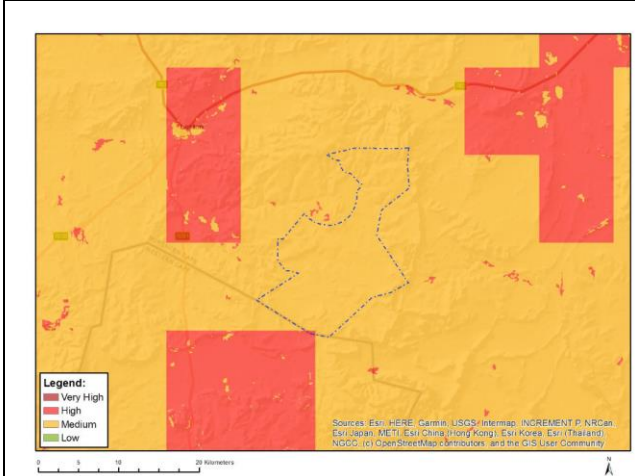 Legend:
Very High
High
Medium
Low
Sources: Esri, HERE, Garmin, USGS, Intermap, INCREMENT P, NRCan,
Esri Japan, METI, Esri China (Hong Kong), Esri Korea, Esri (Thailand),
NGCC, (c) OpenStreetMap contributors, and the GIS User Community
0 5 10 20 Kilometers
N